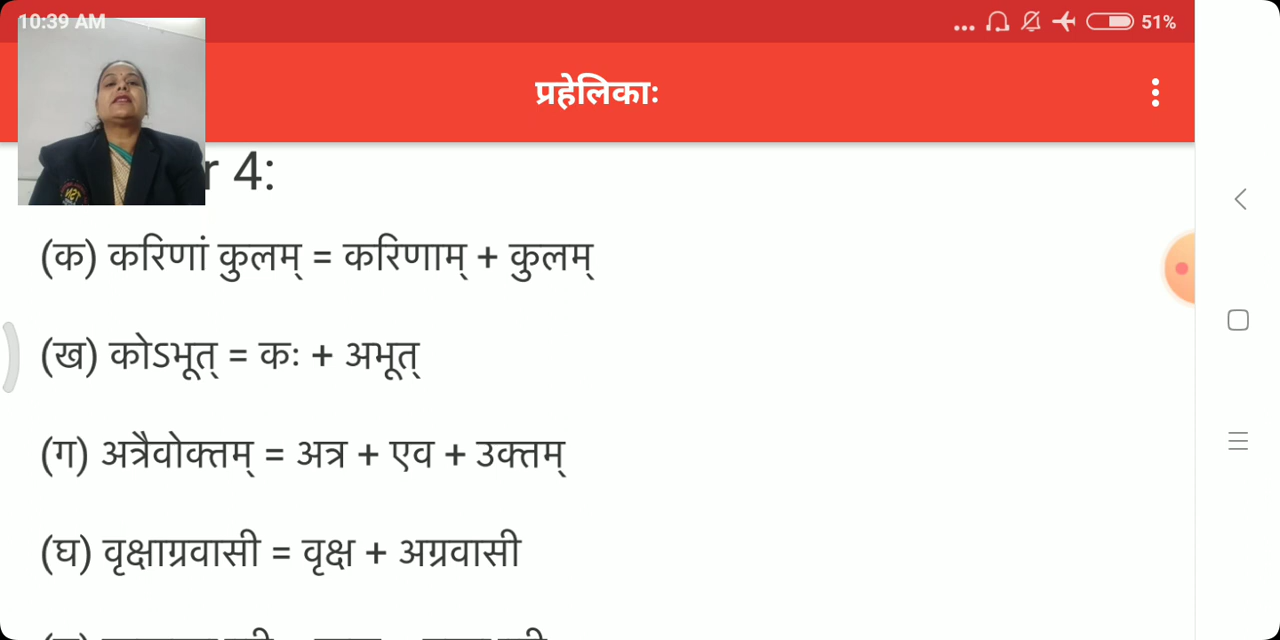 10:39 AM
51%
प्रहेलिकाः
r 4:
(क) करिणां कुलम् = करिणाम् + कुलम्
(ख) कोऽभूत् = कः + अभूत्
(ग) अत्रैवोक्तम् = अत्र + एव + उक्तम्
(घ) वृक्षाग्रवासी = वृक्ष + अग्रवासी